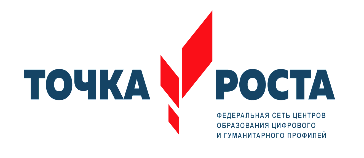 ТОЧКА РОСТА
ФЕДЕРАЛЬНАЯ СЕТЬ ЦЕНТРОВ
ОБРАЗОВАНИЯ ЦИФРОВОГО
И ГУМАНИТАРНОГО ПРОФИЛЕЙ